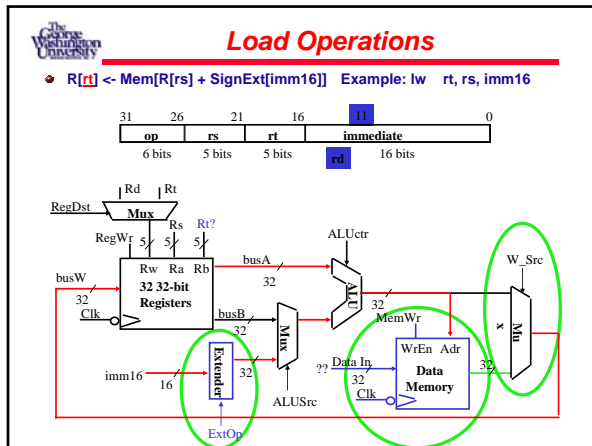 The
George
Washington
University
Load Operations
R[rt] <- Mem[R[rs] + SignExt[imm16]] Example: lw rt, rs, imm16
31 26 21 16 11 0
op rs rt immediate
6 bits 5 bits 5 bits rd 16 bits
Rd Rt
RegDst
Mux
Rs Rt?
RegWr 5 5 5
ALUctr
busW Rw Ra Rb busA
32 32 32-bit 32
Registers
Clk busB 32
ALU 32
W_Src
Mux
MemWr
Mu
x
WrEn Adr
?? Data In
32 Data
Memory 32
imm16 16 Extender 32
Clk
ALUSrc
ExtOp